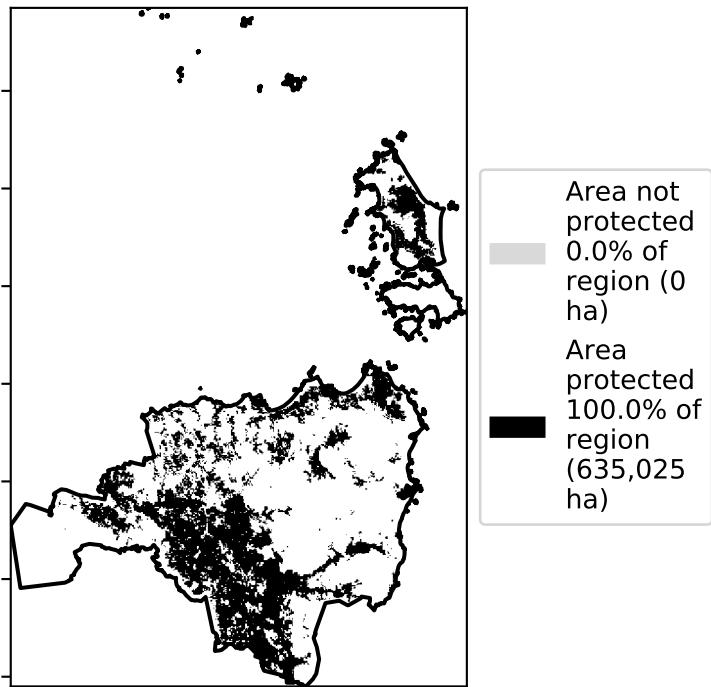 Area not
protected
0.0% of
region (0
ha)
Area
protected
100.0% of
region
(635,025
ha)